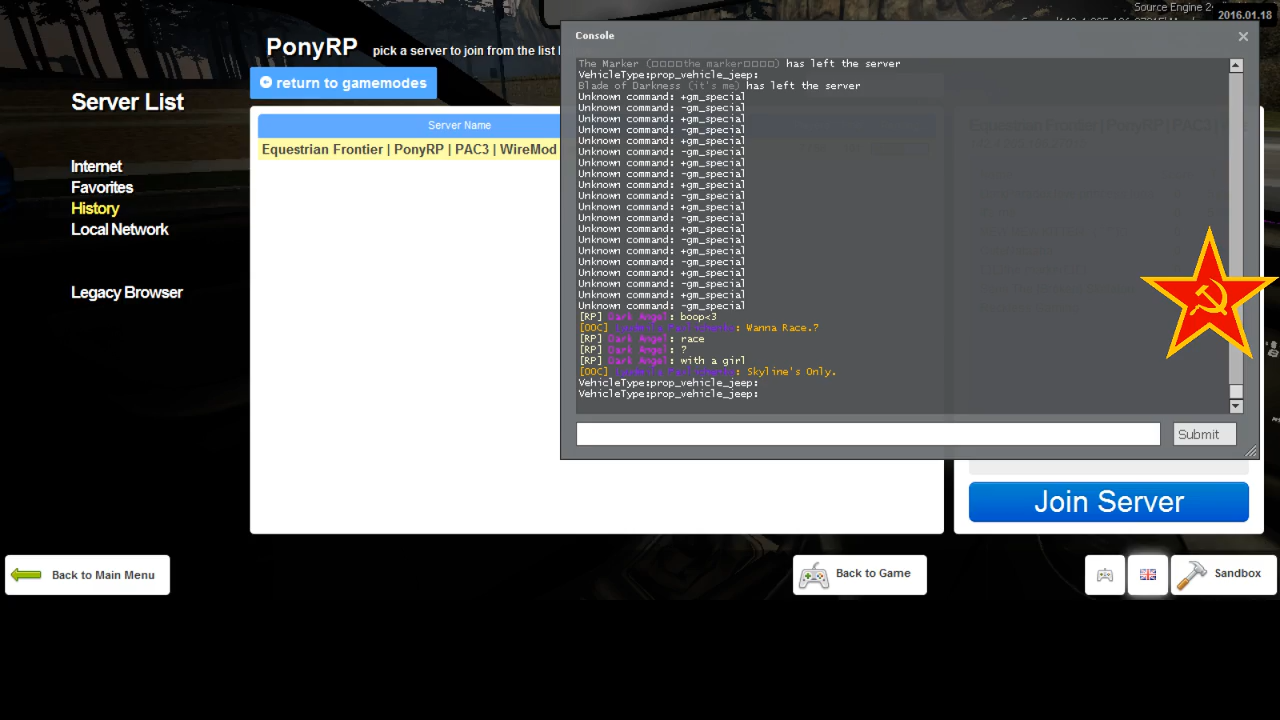 Source Engine 2
2016.01.18
PonyRP pick a server to join from the list
return to gamemodes
Server List
Internet
Favorites
History
Local Network
Legacy Browser
Server Name
Equestrian Frontier | PonyRP | PAC3 | WireMod
Console
The Marker (□□□□the marker□□□□) has left the server
VehicleType:prop_vehicle_jeep:
Blade of Darkness (it's me) has left the server
Unknown command: +gm_special
Unknown command: -gm_special
Unknown command: +gm_special
Unknown command: -gm_special
Unknown command: +gm_special
Unknown command: -gm_special
Unknown command: +gm_special
Unknown command: -gm_special
Unknown command: +gm_special
Unknown command: -gm_special
Unknown command: +gm_special
Unknown command: -gm_special
Unknown command: +gm_special
Unknown command: -gm_special
Unknown command: +gm_special
Unknown command: -gm_special
Unknown command: +gm_special
Unknown command: -gm_special
Unknown command: +gm_special
Unknown command: -gm_special
[RP] Dark Angel: boop<3
[OOC] : Wanna Race.?
[RP] Dark Angel: race
[RP] Dark Angel: ?
[RP] Dark Angel: with a girl
[OOC] : Skyline's Only.
VehicleType:prop_vehicle_jeep:
VehicleType:prop_vehicle_jeep:
Submit
Equestrian Frontier | PonyRP | PAC3 |
Join Server
Back to Main Menu
Back to Game
Sandbox